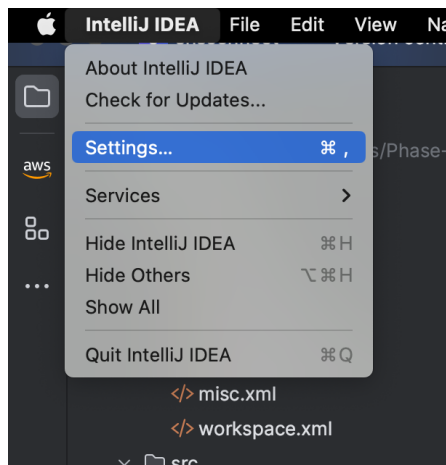 IntelliJ IDEA File Edit View
About IntelliJ IDEA
Check for Updates...
Settings... ⌘ ,
s/Phase-
aws
Services
Hide IntelliJ IDEA ⌘H
Hide Others ⌥⌘H
Show All
Quit IntelliJ IDEA ⌘Q
</> misc.xml
</> workspace.xml
src